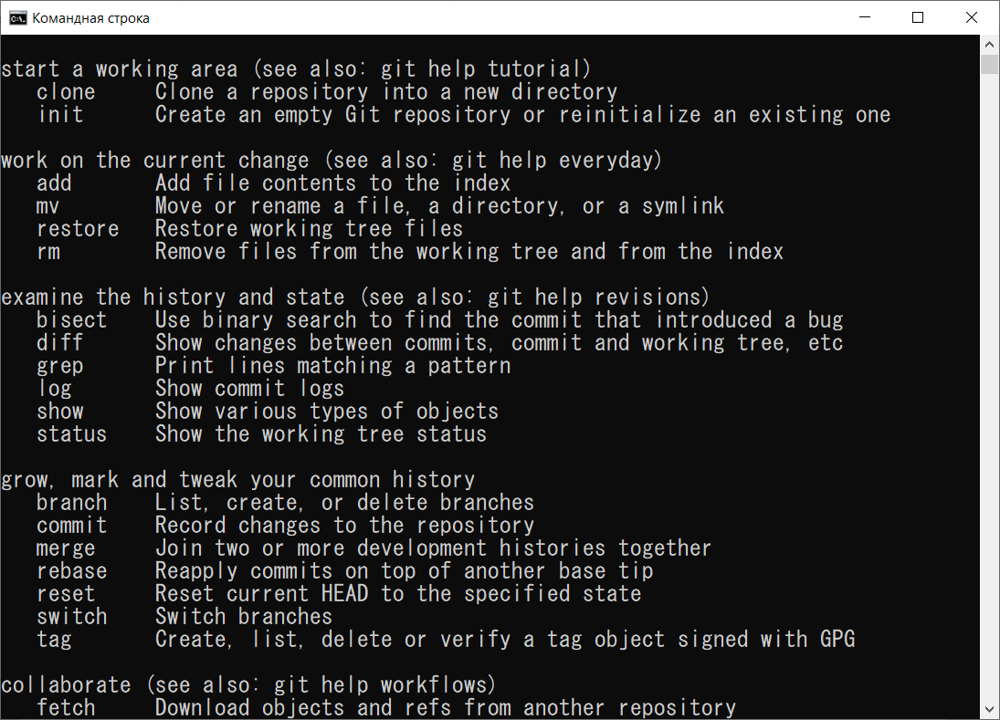 Командная строка
start a working area (see also: git help tutorial)
clone Clone a repository into a new directory
init Create an empty Git repository or reinitialize an existing one
work on the current change (see also: git help everyday)
add Add file contents to the index
mv Move or rename a file, a directory, or a symlink
restore Restore working tree files
rm Remove files from the working tree and from the index
examine the history and state (see also: git help revisions)
bisect Use binary search to find the commit that introduced a bug
diff Show changes between commits, commit and working tree, etc
grep Print lines matching a pattern
log Show commit logs
show Show various types of objects
status Show the working tree status
grow, mark and tweak your common history
branch List, create, or delete branches
commit Record changes to the repository
merge Join two or more development histories together
rebase Reapply commits on top of another base tip
reset Reset current HEAD to the specified state
switch Switch branches
tag Create, list, delete or verify a tag object signed with GPG
collaborate (see also: git help workflows)
fetch Download objects and refs from another repository